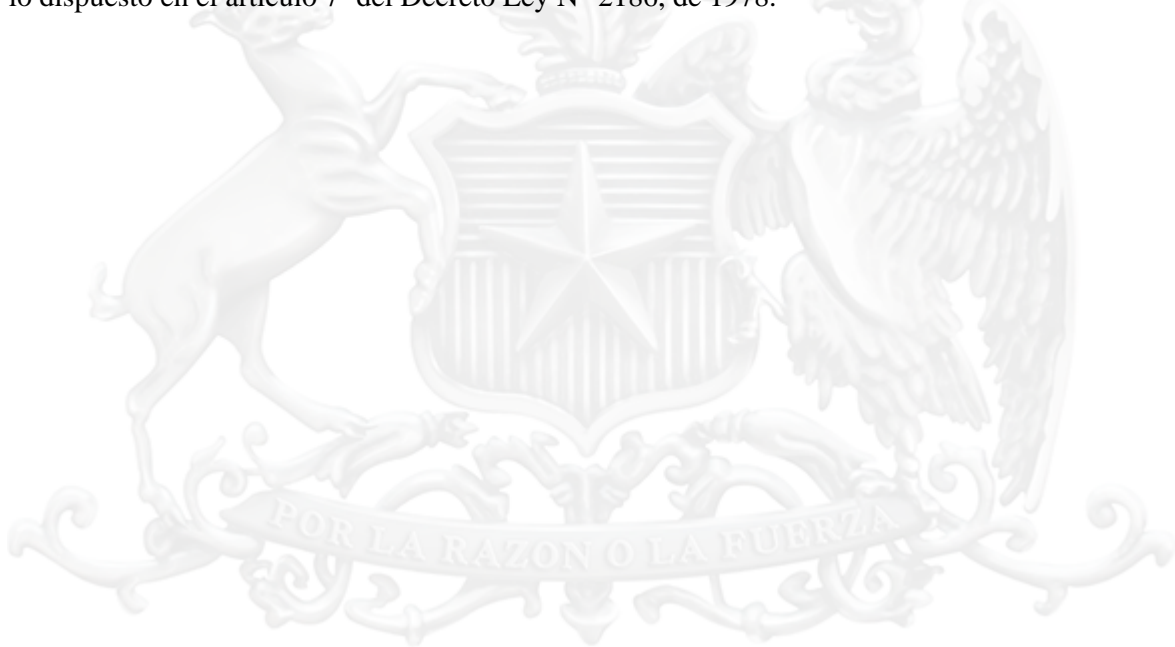 lo dispuesto en el artículo 7° del Decreto Ley N° 2186, de 1978.
POR LA RAZON O LA FUERZA